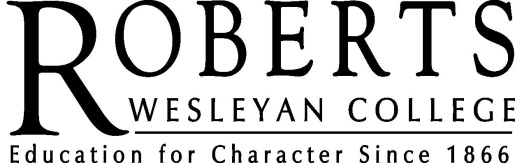 ROBERTS
WESLEYAN COLLEGE
Education for Character Since 1866